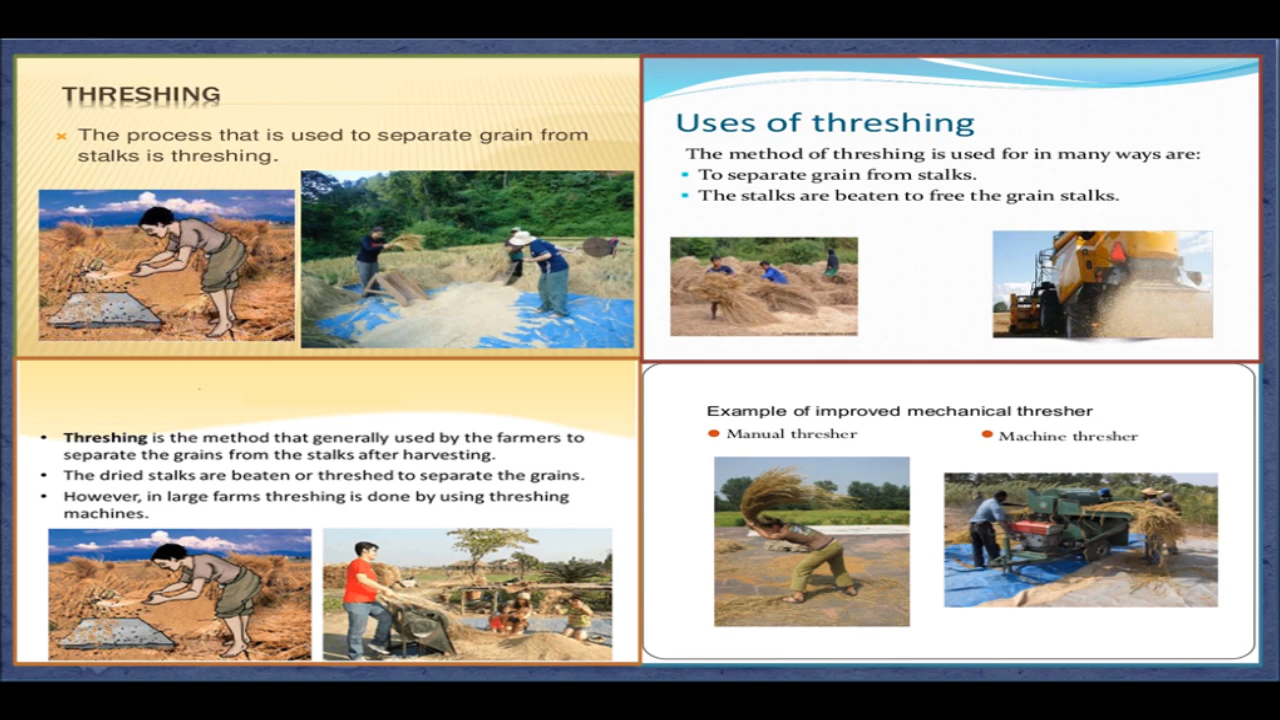 THRESHING
The process that is used to separate grain from
stalks is threshing.
Uses of threshing
The method of threshing is used for in many ways are:
To separate grain from stalks.
The stalks are beaten to free the grain stalks.
• Threshing is the method that generally used by the farmers to
separate the grains from the stalks after harvesting.
• The dried stalks are beaten or threshed to separate the grains.
• However, in large farms threshing is done by using threshing
machines.
Example of improved mechanical thresher
Manual thresher
Machine thresher